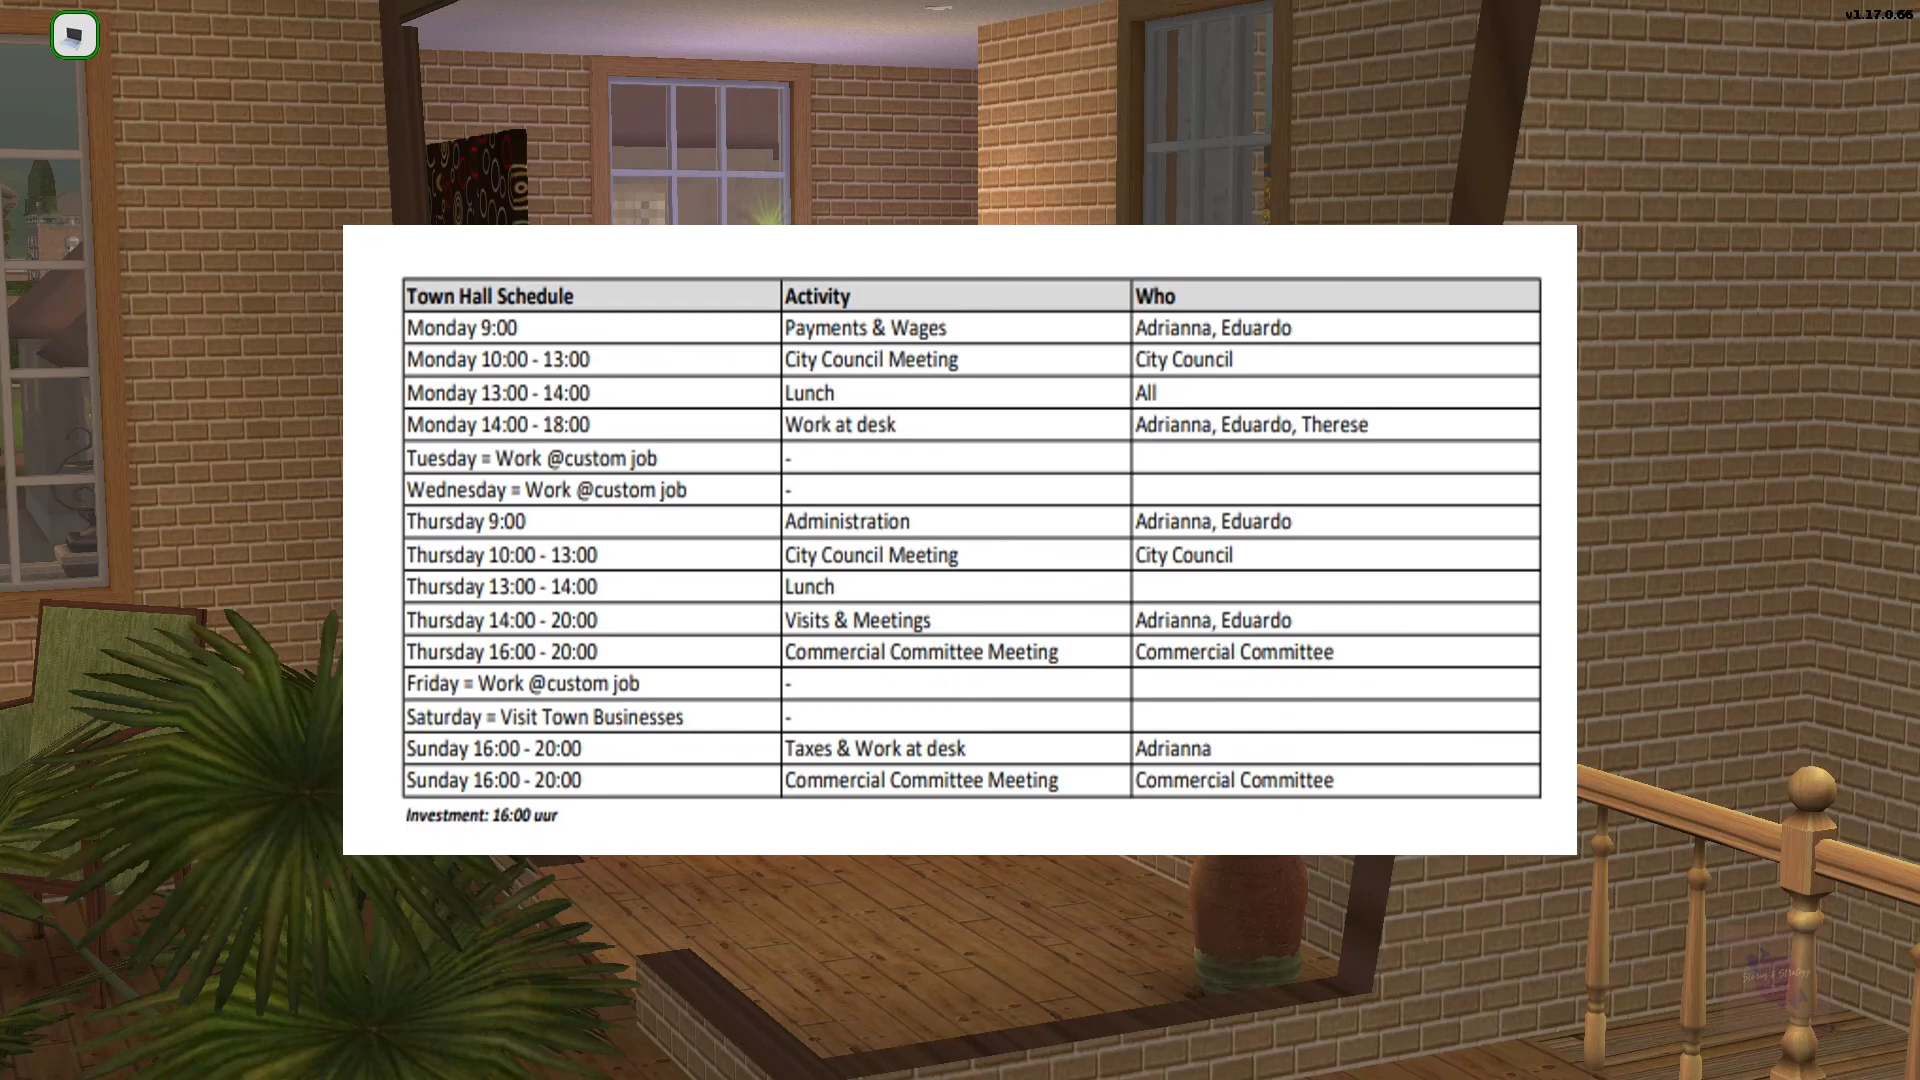 v1.17.0.66
Town Hall Schedule Activity Who
Monday 9:00 Payments & Wages Adrianna, Eduardo
Monday 10:00 - 13:00 City Council Meeting City Council
Monday 13:00 - 14:00 Lunch All
Monday 14:00 - 18:00 Work at desk Adrianna, Eduardo, Therese
Tuesday = Work @custom job -
Wednesday = Work @custom job -
Thursday 9:00 Administration Adrianna, Eduardo
Thursday 10:00 - 13:00 City Council Meeting City Council
Thursday 13:00 - 14:00 Lunch
Thursday 14:00 - 20:00 Visits & Meetings Adrianna, Eduardo
Thursday 16:00 - 20:00 Commercial Committee Meeting Commercial Committee
Friday = Work @custom job -
Saturday = Visit Town Businesses -
Sunday 16:00 - 20:00 Taxes & Work at desk Adrianna
Sunday 16:00 - 20:00 Commercial Committee Meeting Commercial Committee
Investment: 16:00 uur
Stories & Strategy